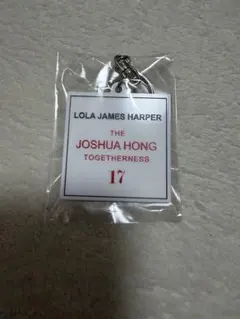 LOLA JAMES HARPER
THE
JOSHUA HONG
TOGETHERNESS
17